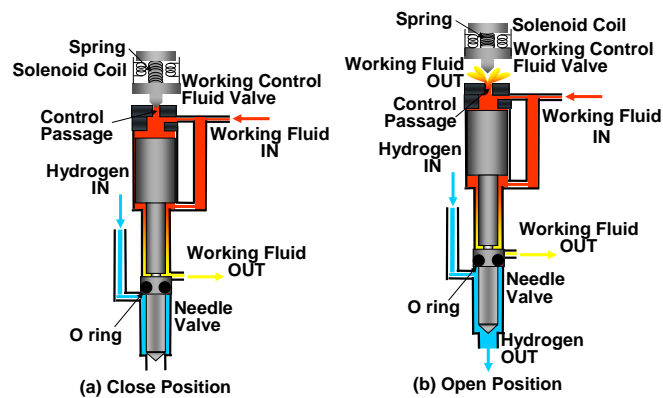 Spring
Solenoid Coil
Working Control
Fluid Valve
Control
Passage
Working Fluid
IN
Hydrogen
IN
Working Fluid
OUT
O ring
Needle
Valve
(a) Close Position
Spring
Solenoid Coil
Working Control
Fluid Valve
Working Fluid
OUT
Control
Passage
Working Fluid
IN
Hydrogen
IN
Working Fluid
OUT
O ring
Needle
Valve
Hydrogen
OUT
(b) Open Position